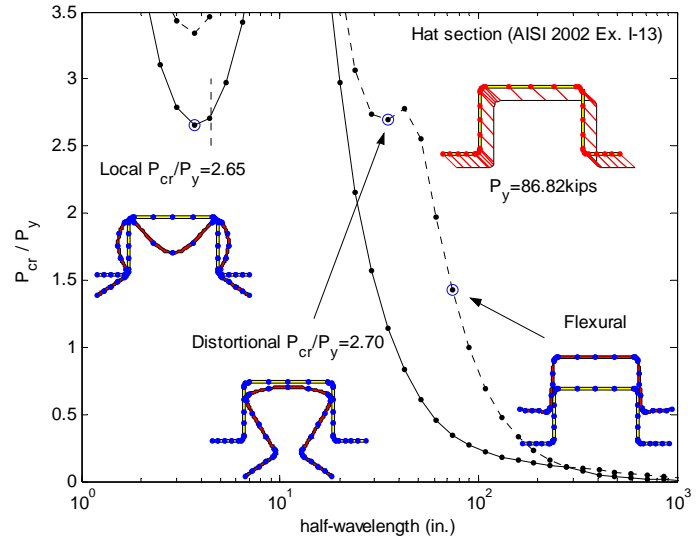 Hat section (AISI 2002 Ex. I-13)
P_y=86.82kips
Local P_cr/P_y=2.65
Distortional P_cr/P_y=2.70
Flexural
P_cr / P_y
3.5
3
2.5
2
1.5
1
0.5
0
10^0
10^1
10^2
10^3
half-wavelength (in.)